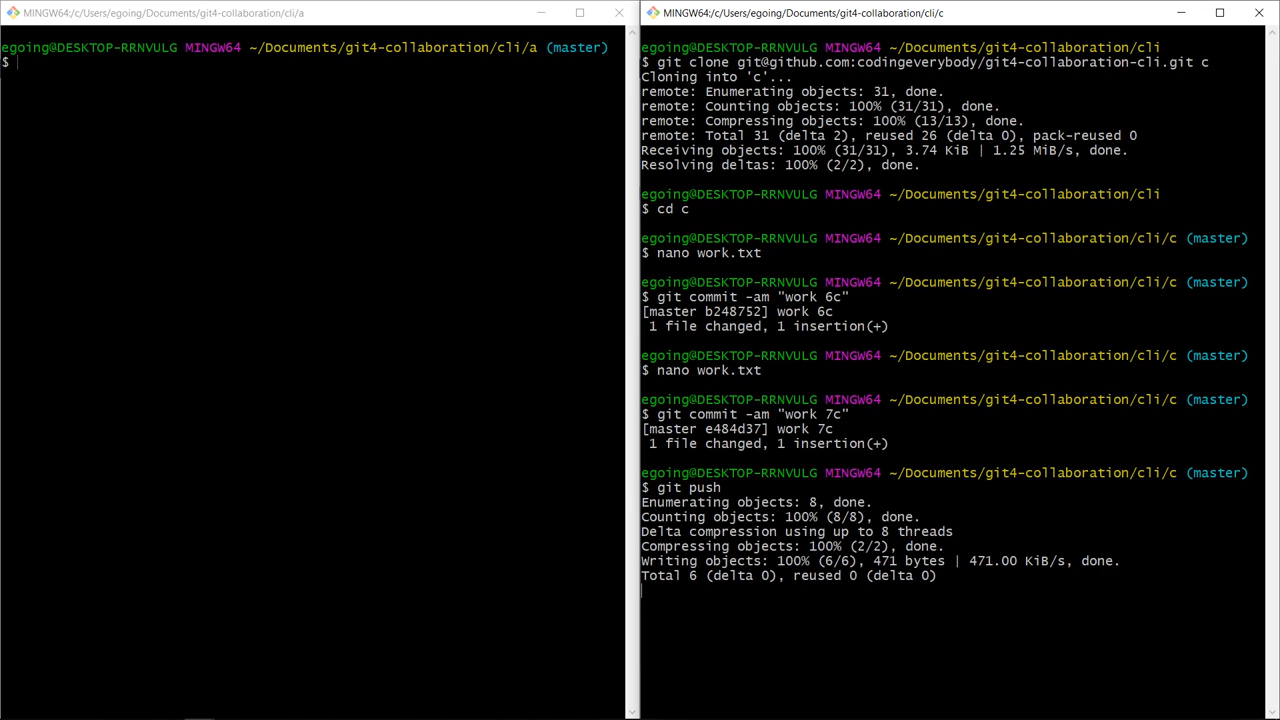 MINGW64:/c/Users/egoing/Documents/git4-collaboration/cli/a
egoing@DESKTOP-RRNVULG MINGW64 ~/Documents/git4-collaboration/cli/a (master)
$
MINGW64:/c/Users/egoing/Documents/git4-collaboration/cli/c
egoing@DESKTOP-RRNVULG MINGW64 ~/Documents/git4-collaboration/cli
$ git clone git@github.com:codingeverybody/git4-collaboration-cli.git c
Cloning into 'c'...
remote: Enumerating objects: 31, done.
remote: Counting objects: 100% (31/31), done.
remote: Compressing objects: 100% (13/13), done.
remote: Total 31 (delta 2), reused 26 (delta 0), pack-reused 0
Receiving objects: 100% (31/31), 3.74 KiB | 1.25 MiB/s, done.
Resolving deltas: 100% (2/2), done.
egoing@DESKTOP-RRNVULG MINGW64 ~/Documents/git4-collaboration/cli
$ cd c
egoing@DESKTOP-RRNVULG MINGW64 ~/Documents/git4-collaboration/cli/c (master)
$ nano work.txt
egoing@DESKTOP-RRNVULG MINGW64 ~/Documents/git4-collaboration/cli/c (master)
$ git commit -am "work 6c"
[master b248752] work 6c
1 file changed, 1 insertion(+)
egoing@DESKTOP-RRNVULG MINGW64 ~/Documents/git4-collaboration/cli/c (master)
$ nano work.txt
egoing@DESKTOP-RRNVULG MINGW64 ~/Documents/git4-collaboration/cli/c (master)
$ git commit -am "work 7c"
[master e484d37] work 7c
1 file changed, 1 insertion(+)
egoing@DESKTOP-RRNVULG MINGW64 ~/Documents/git4-collaboration/cli/c (master)
$ git push
Enumerating objects: 8, done.
Counting objects: 100% (8/8), done.
Delta compression using up to 8 threads
Compressing objects: 100% (2/2), done.
Writing objects: 100% (6/6), 471 bytes | 471.00 KiB/s, done.
Total 6 (delta 0), reused 0 (delta 0)